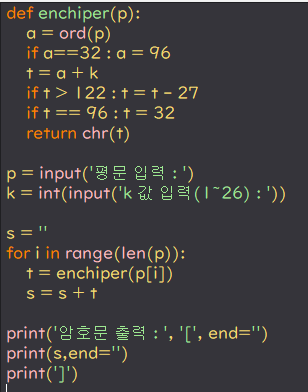 def enchiper(p):
    a = ord(p)
    if a==32 : a = 96
    t = a + k
    if t > 122 : t = t - 27
    if t == 96 : t = 32
    return chr(t)

p = input('평문 입력 : ')
k = int(input('k 값 입력(1~26) : '))

s = ''
for i in range(len(p)):
    t = enchiper(p[i])
    s = s + t

print('암호문 출력 : ', '[', end='')
print(s,end='')
print(']')